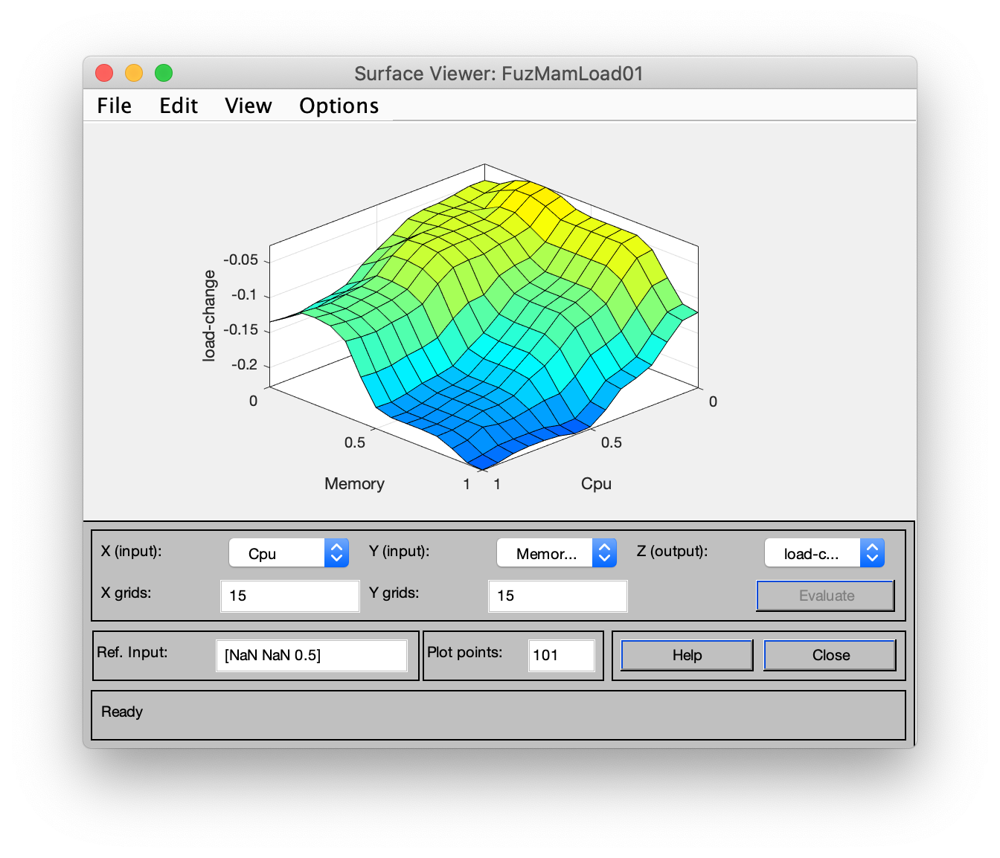 Surface Viewer: FuzMamLoad01
File Edit View Options
load-change
-0.05
-0.1
-0.15
-0.2
0
0.5
1
Memory
1
0.5
0
Cpu
X (input): Cpu Y (input): Memor... Z (output): load-c...
X grids: 15 Y grids: 15 Evaluate
Ref. Input: [NaN NaN 0.5] Plot points: 101 Help Close
Ready